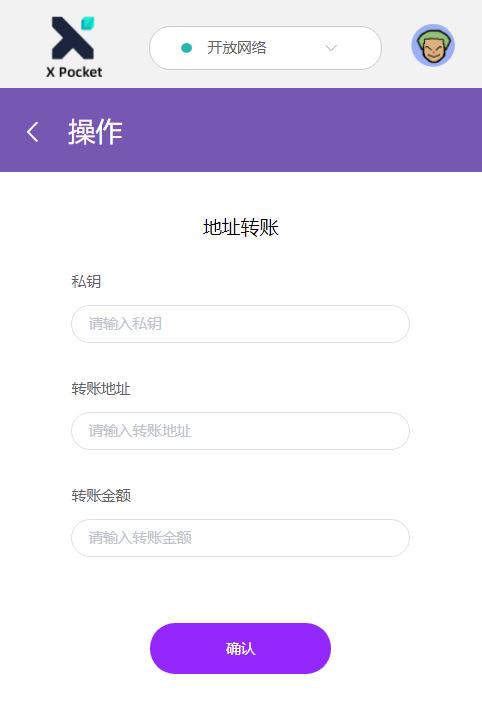 X Pocket
开放网络
操作
地址转账
私钥
请输入私钥
转账地址
请输入转账地址
转账金额
请输入转账金额
确认